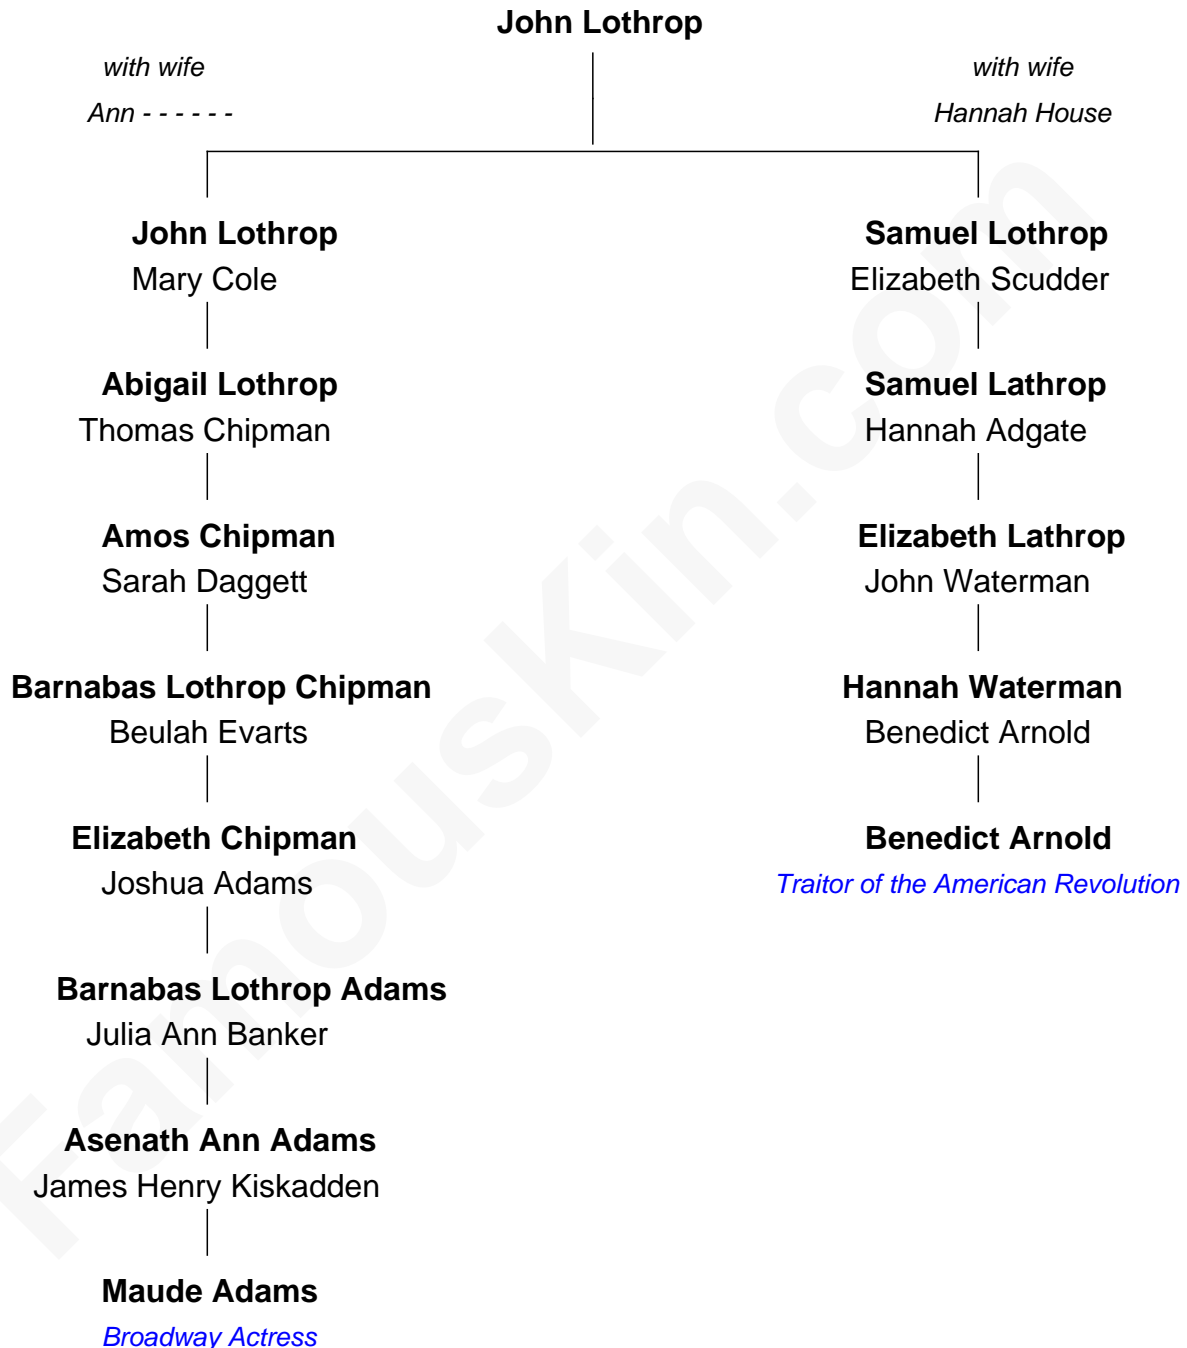 John Lothrop
with wife
Ann - - - - - -
with wife
Hannah House
John Lothrop
Mary Cole
Abigail Lothrop
Thomas Chipman
Amos Chipman
Sarah Daggett
Barnabas Lothrop Chipman
Beulah Evarts
Elizabeth Chipman
Joshua Adams
Barnabas Lothrop Adams
Julia Ann Banker
Asenath Ann Adams
James Henry Kiskadden
Maude Adams
Broadway Actress
Samuel Lothrop
Elizabeth Scudder
Samuel Lathrop
Hannah Adgate
Elizabeth Lathrop
John Waterman
Hannah Waterman
Benedict Arnold
Benedict Arnold
Traitor of the American Revolution
FamousKin.com